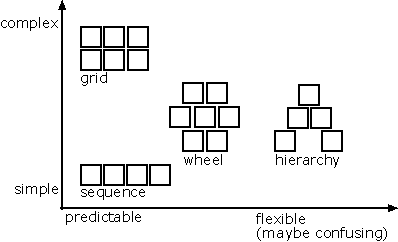 complex
grid
wheel
hierarchy
simple
sequence
predictable
flexible
(maybe confusing)